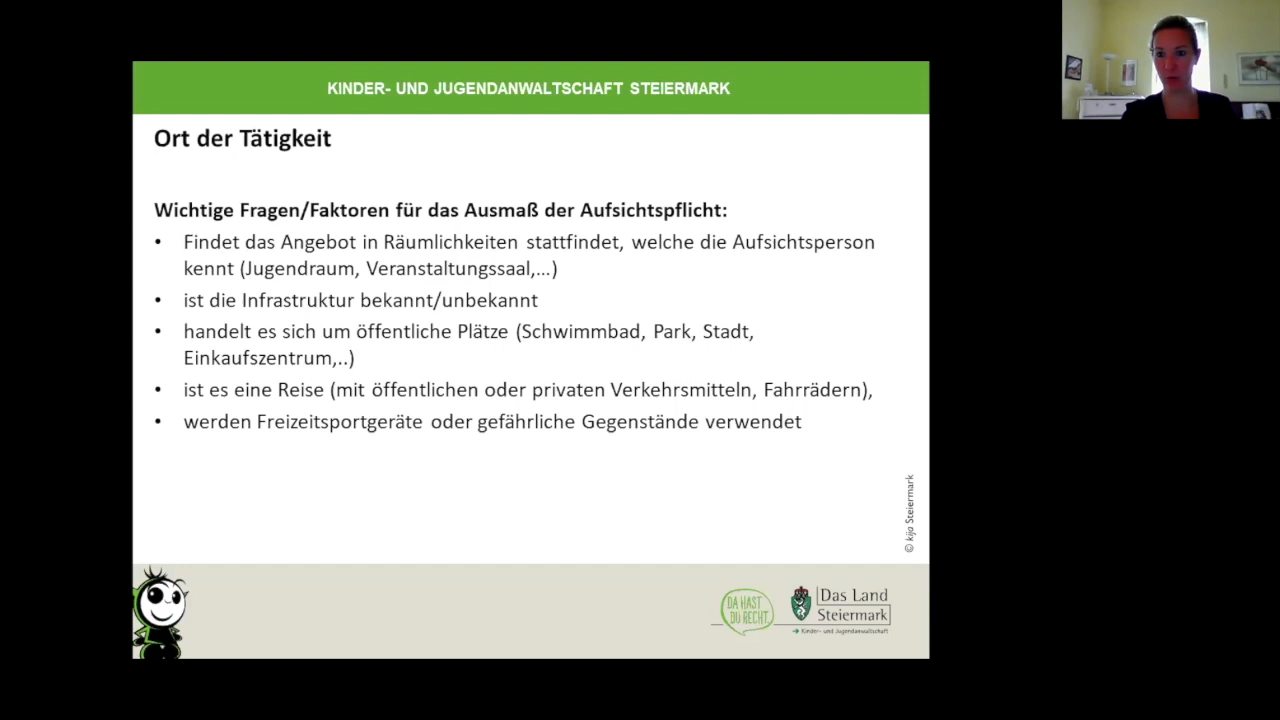 KINDER- UND JUGENDANWALTSCHAFT STEIERMARK
Ort der Tätigkeit
Wichtige Fragen/Faktoren für das Ausmaß der Aufsichtspflicht:
• Findet das Angebot in Räumlichkeiten stattfindet, welche die Aufsichtsperson
kennt (Jugendraum, Veranstaltungssaal,...)
• ist die Infrastruktur bekannt/unbekannt
• handelt es sich um öffentliche Plätze (Schwimmbad, Park, Stadt,
Einkaufszentrum,..)
• ist es eine Reise (mit öffentlichen oder privaten Verkehrsmitteln, Fahrrädern),
• werden Freizeitsportgeräte oder gefährliche Gegenstände verwendet
© kija Steiermark
DA HAST
DU RECHT
Das Land
Steiermark
→ Kinder- und Jugendanwaltschaft